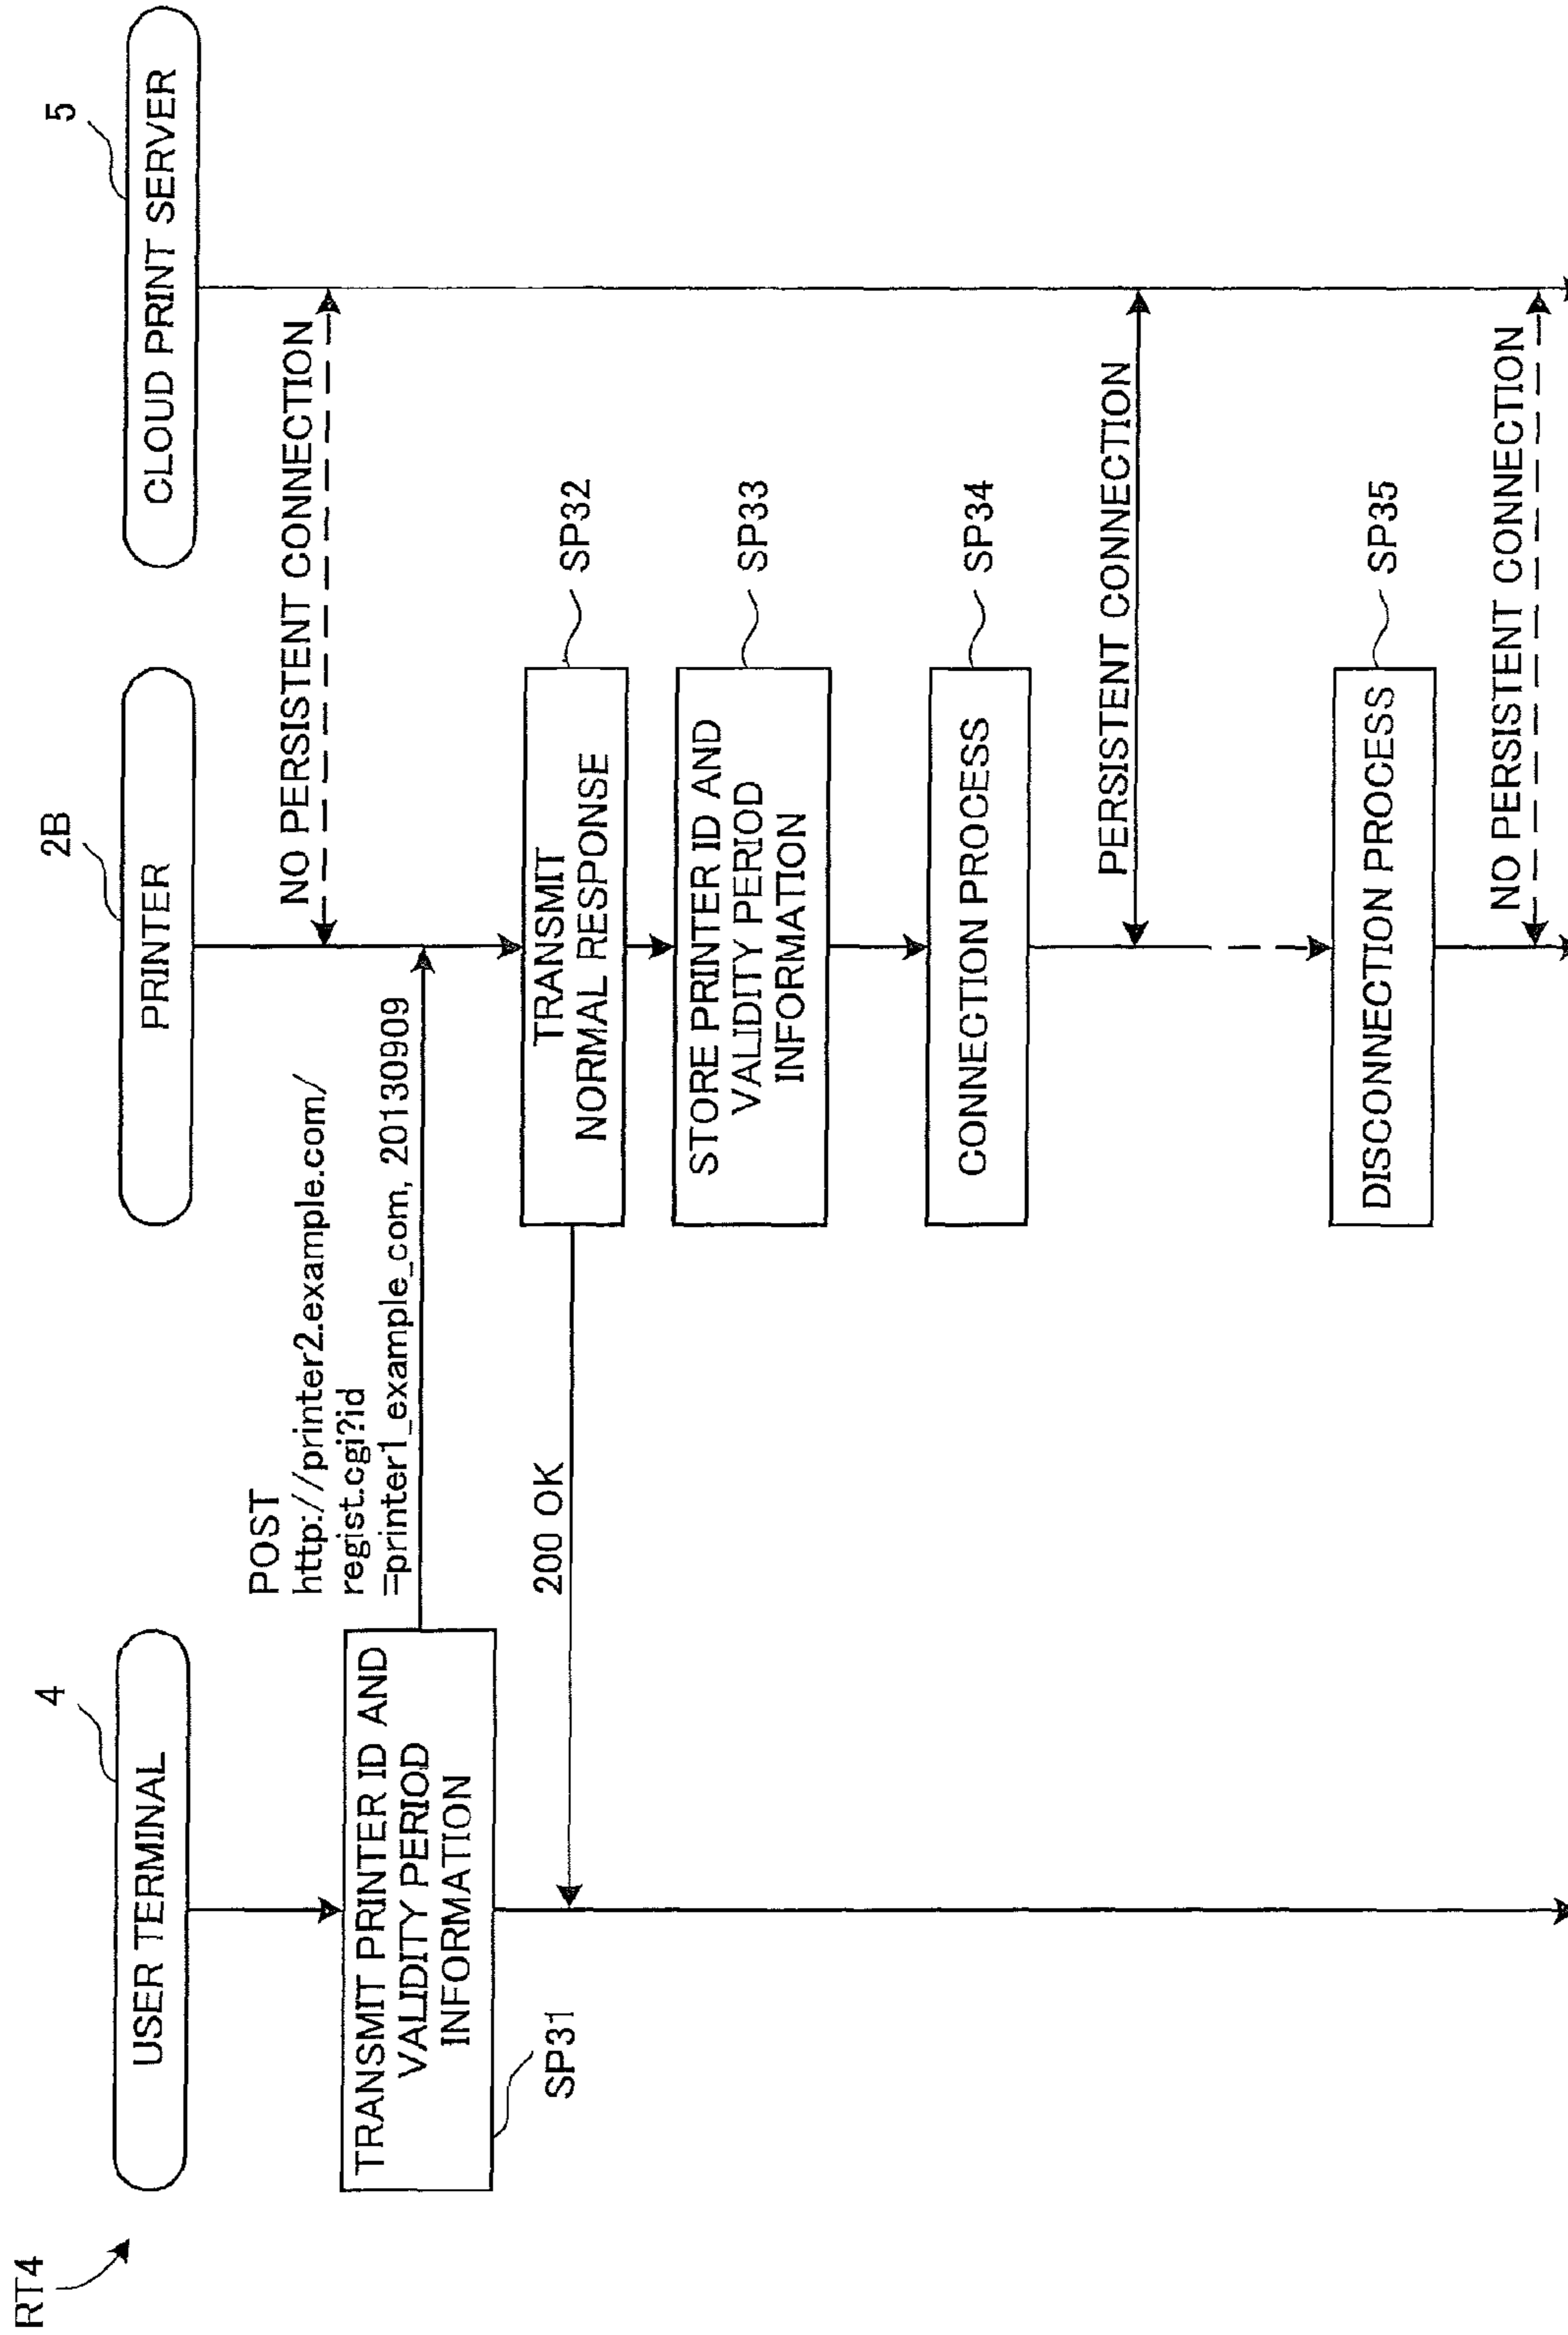 RT4
4
USER TERMINAL
2B
PRINTER
5
CLOUD PRINT SERVER
NO PERSISTENT CONNECTION
POST
http://printer2.example.com/
regist.cgi?id
=printer1_example_com, 20130909
TRANSMIT PRINTER ID AND
VALIDITY PERIOD
INFORMATION
SP31
TRANSMIT
NORMAL RESPONSE
SP32
200 OK
STORE PRINTER ID AND
VALIDITY PERIOD
INFORMATION
SP33
CONNECTION PROCESS
SP34
PERSISTENT CONNECTION
DISCONNECTION PROCESS
SP35
NO PERSISTENT CONNECTION